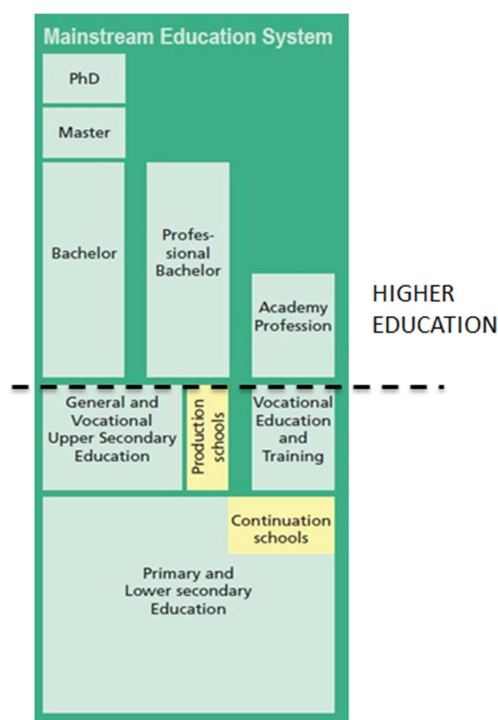 Mainstream Education System
PhD
Master
Bachelor
Profes-
sional
Bachelor
Academy
Profession
HIGHER
EDUCATION
General and
Vocational
Upper Secondary
Education
Production
schools
Vocational
Education
and
Training
Continuation
schools
Primary and
Lower secondary
Education